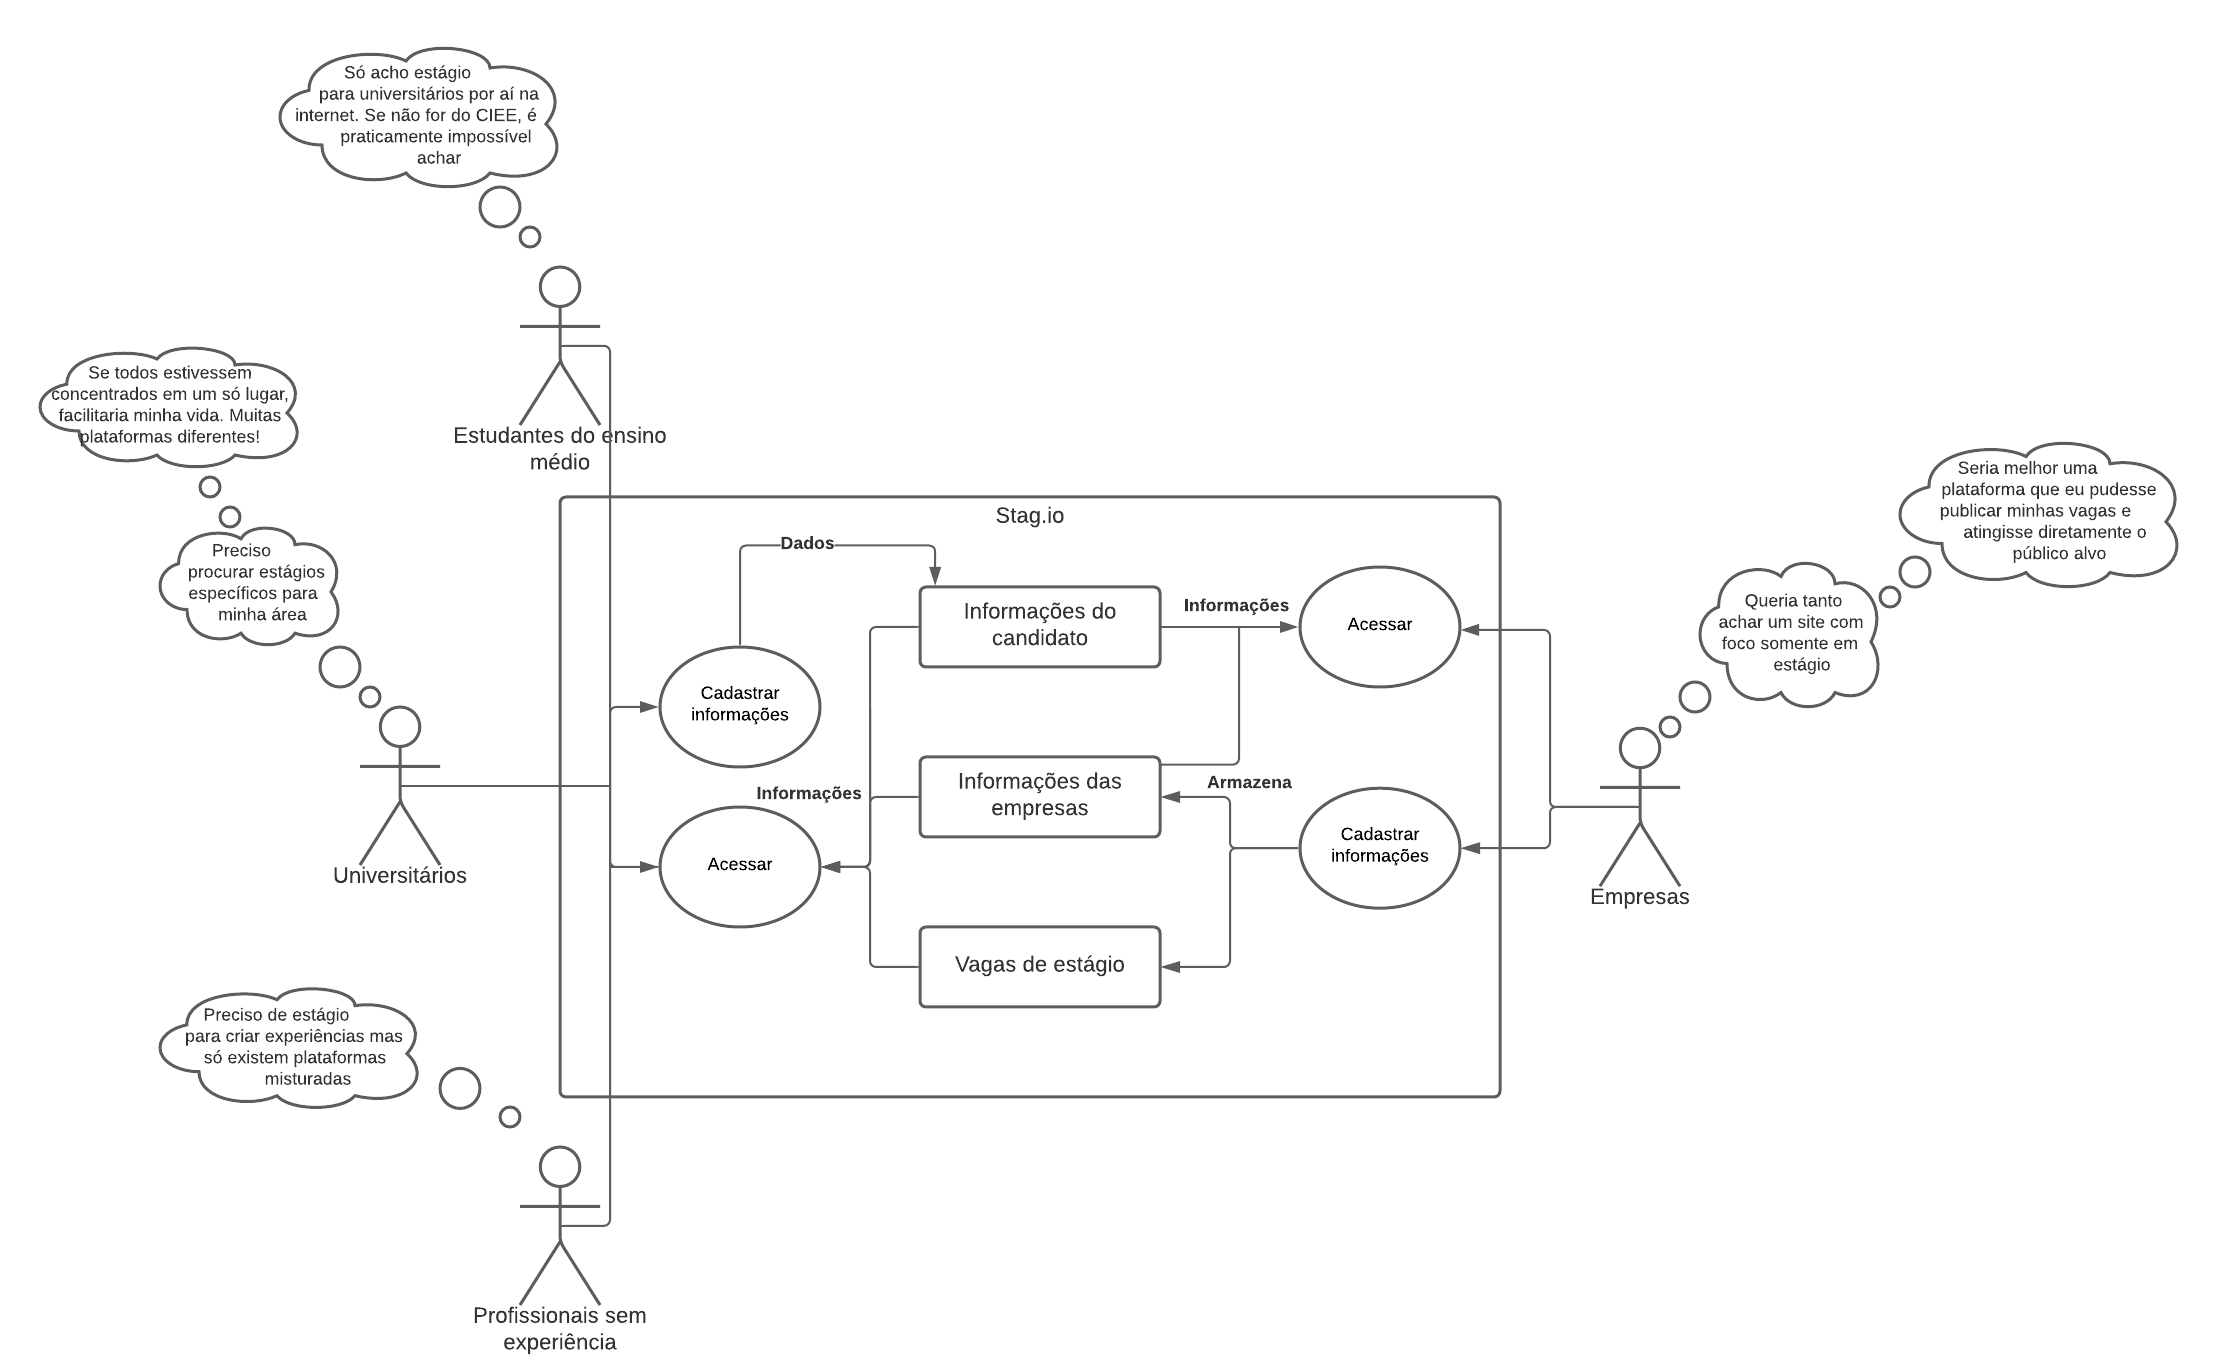 Só acho estágio
para universitários por aí na
internet. Se não for do CIEE, é
praticamente impossível
achar
Estudantes do ensino
médio
Se todos estivessem
concentrados em um só lugar,
facilitaria minha vida. Muitas
plataformas diferentes!
Preciso
procurar estágios
específicos para
minha área
Universitários
Preciso de estágio
para criar experiências mas
só existem plataformas
misturadas
Profissionais sem
experiência
Stag.io
Dados
Cadastrar
informações
Informações
Acessar
Informações do
candidato
Informações das
empresas
Vagas de estágio
Informações
Acessar
Armazena
Cadastrar
informações
Seria melhor uma
plataforma que eu pudesse
publicar minhas vagas e
atingisse diretamente o
público alvo
Queria tanto
achar um site com
foco somente em
estágio
Empresas